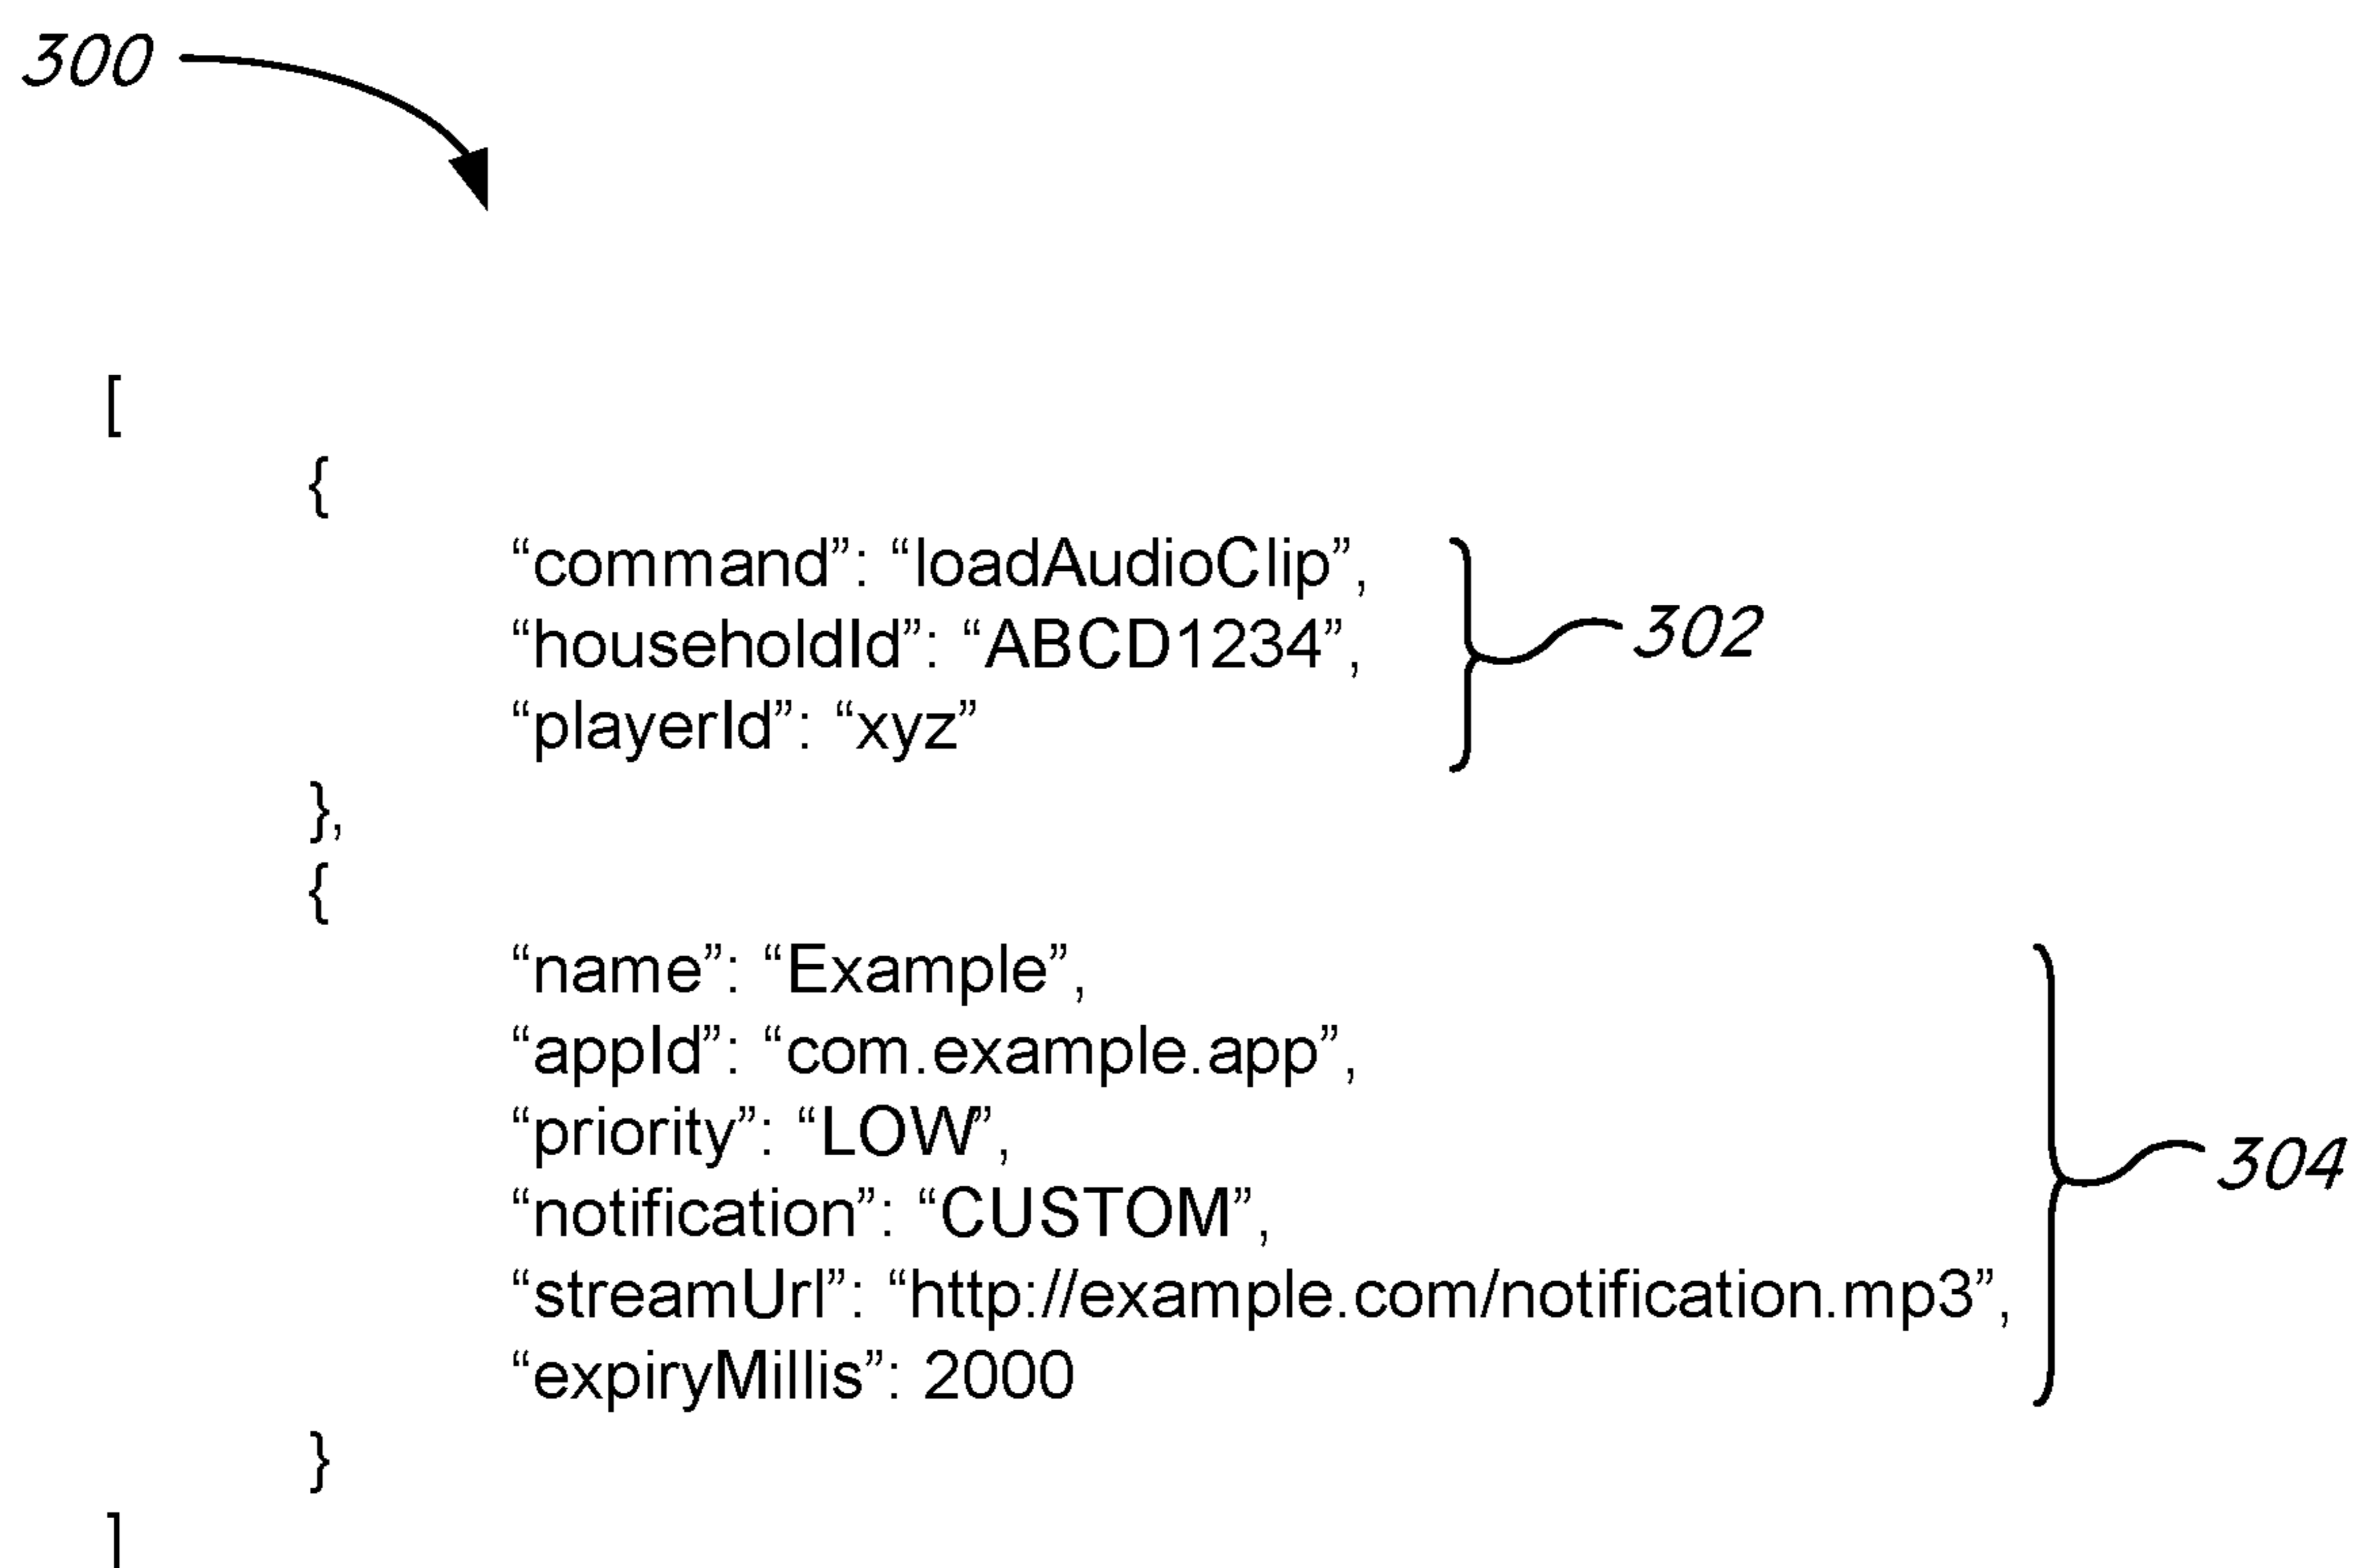 300
[
{
“command”: “loadAudioClip”,
“householdId”: “ABCD1234”,
“playerId”: “xyz”
302
},
{
“name”: “Example”,
“appId”: “com.example.app”,
“priority”: “LOW”,
“notification”: “CUSTOM”,
“streamUrl”: “http://example.com/notification.mp3”,
“expiryMillis”: 2000
304
}
]